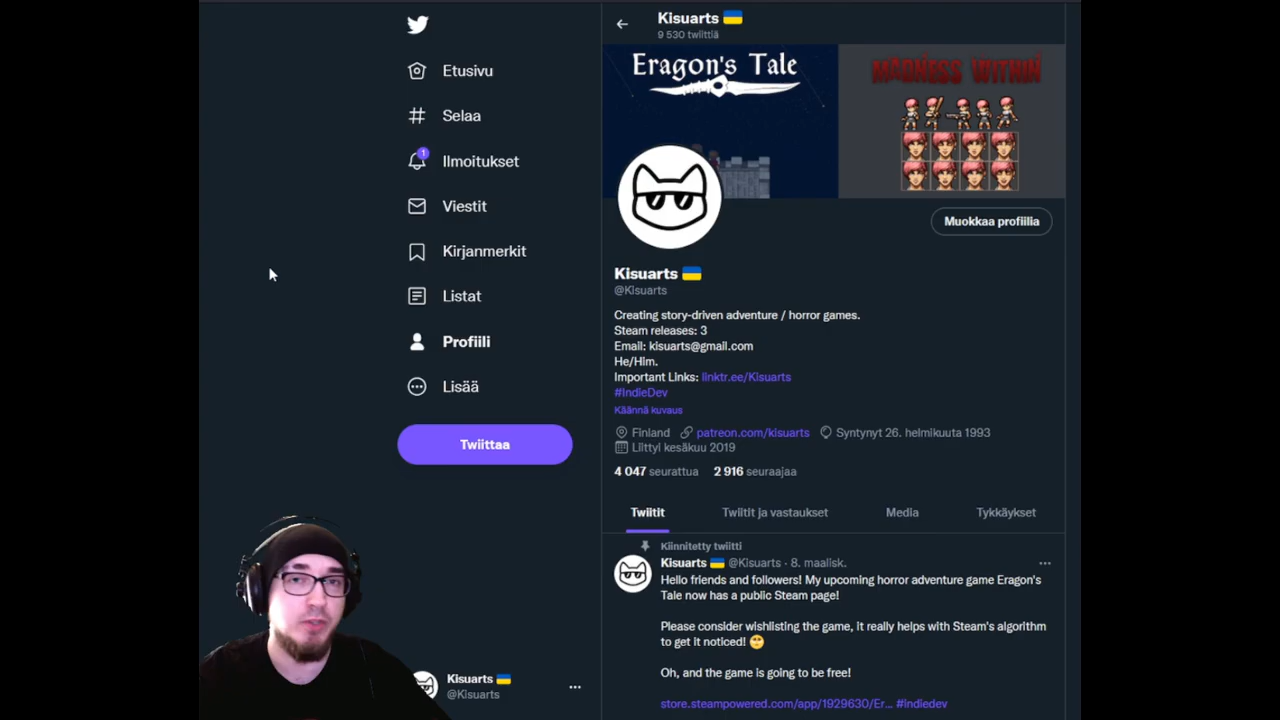 Etusivu
Selaa
1
Ilmoitukset
Viestit
Kirjanmerkit
Listat
Profiili
Lisää
Twiittaa
Kisuarts 🇺🇦
@Kisuarts
Kisuarts 🇺🇦
9 530 twiittiä
Eragon's Tale
MADNESS WITHIN
Muokkaa profiilia
Kisuarts 🇺🇦
@Kisuarts
Creating story-driven adventure / horror games.
Steam releases: 3
Email: kisuarts@gmail.com
He/Him.
Important Links: linktr.ee/Kisuarts
#IndieDev
Käännä kuvaus
Finland patreon.com/kisuarts Syntynyt 26. helmikuuta 1993
Liittyi kesäkuu 2019
4 047 seurattua 2 916 seuraajaa
Twiitit Twiitit ja vastaukset Media Tykkäykset
Kiinnitetty twiitti
Kisuarts 🇺🇦 @Kisuarts · 8. maalisk.
Hello friends and followers! My upcoming horror adventure game Eragon's
Tale now has a public Steam page!
Please consider wishlisting the game, it really helps with Steam's algorithm
to get it noticed! 🥺
Oh, and the game is going to be free!
store.steampowered.com/app/1929630/Er... #indiedev